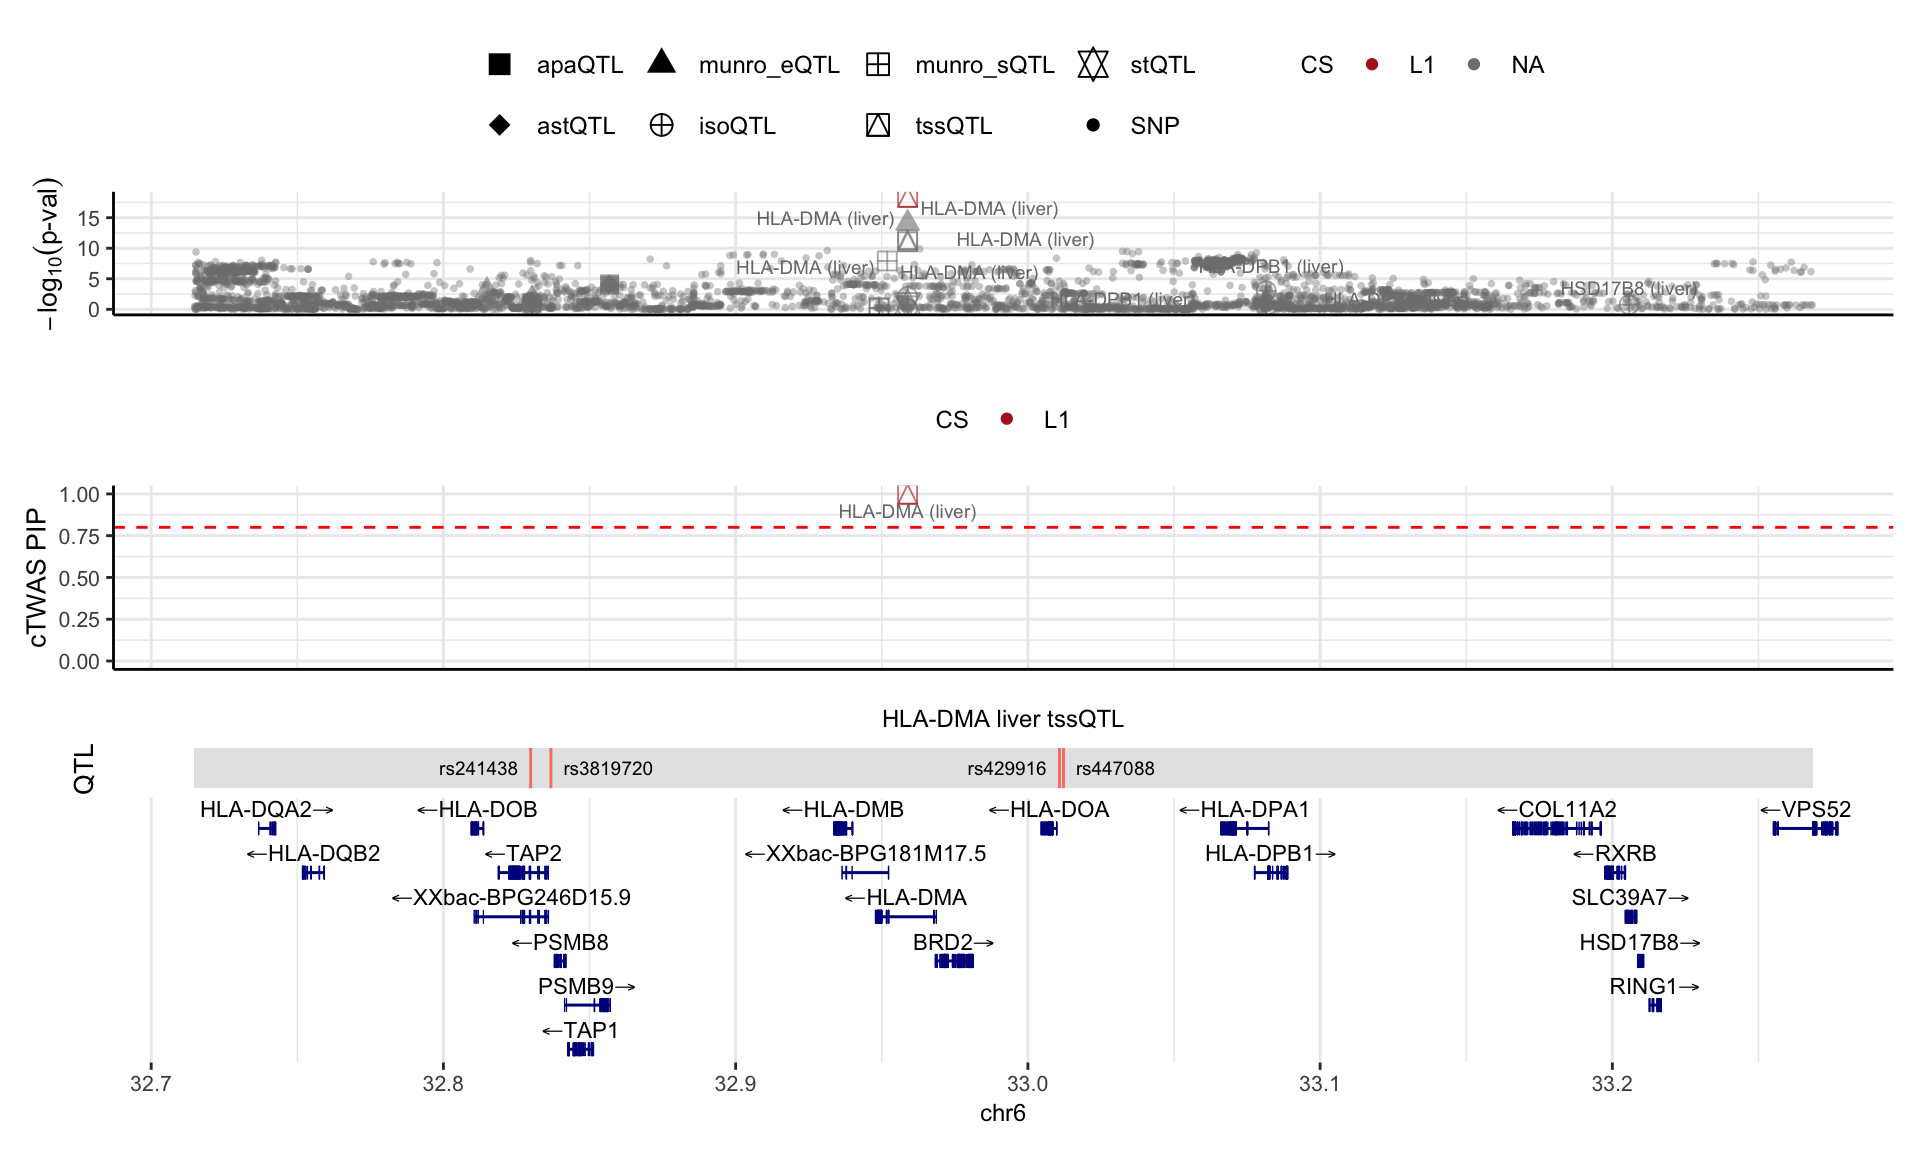 apaQTL munro_eQTL munro_sQTL stQTL CS L1 NA
astQTL isoQTL tssQTL SNP
−log10(p-val)
15
10
5
0
HLA-DMA (liver)
HLA-DMA (liver)
HLA-DMA (liver)
HLA-DMA (liver)
HLA-DMA (liver)
HLA-DPB1 (liver)
HLA-DPB1 (liver)
HSD17B8 (liver)
CS L1
cTWAS PIP
1.00
0.75
0.50
0.25
0.00
HLA-DMA (liver)
HLA-DMA liver tssQTL
QTL
rs241438 rs3819720 rs429916 rs447088
HLA-DQA2→ ←HLA-DOB ←HLA-DMB ←HLA-DOA ←HLA-DPA1 ←COL11A2 ←VPS52
←HLA-DQB2 ←TAP2 ←XXbac-BPG181M17.5 HLA-DPB1→ ←RXRB
←XXbac-BPG246D15.9 ←HLA-DMA SLC39A7→
←PSMB8 BRD2→ HSD17B8→
PSMB9→ RING1→
←TAP1
32.7 32.8 32.9 33.0 33.1 33.2
chr6